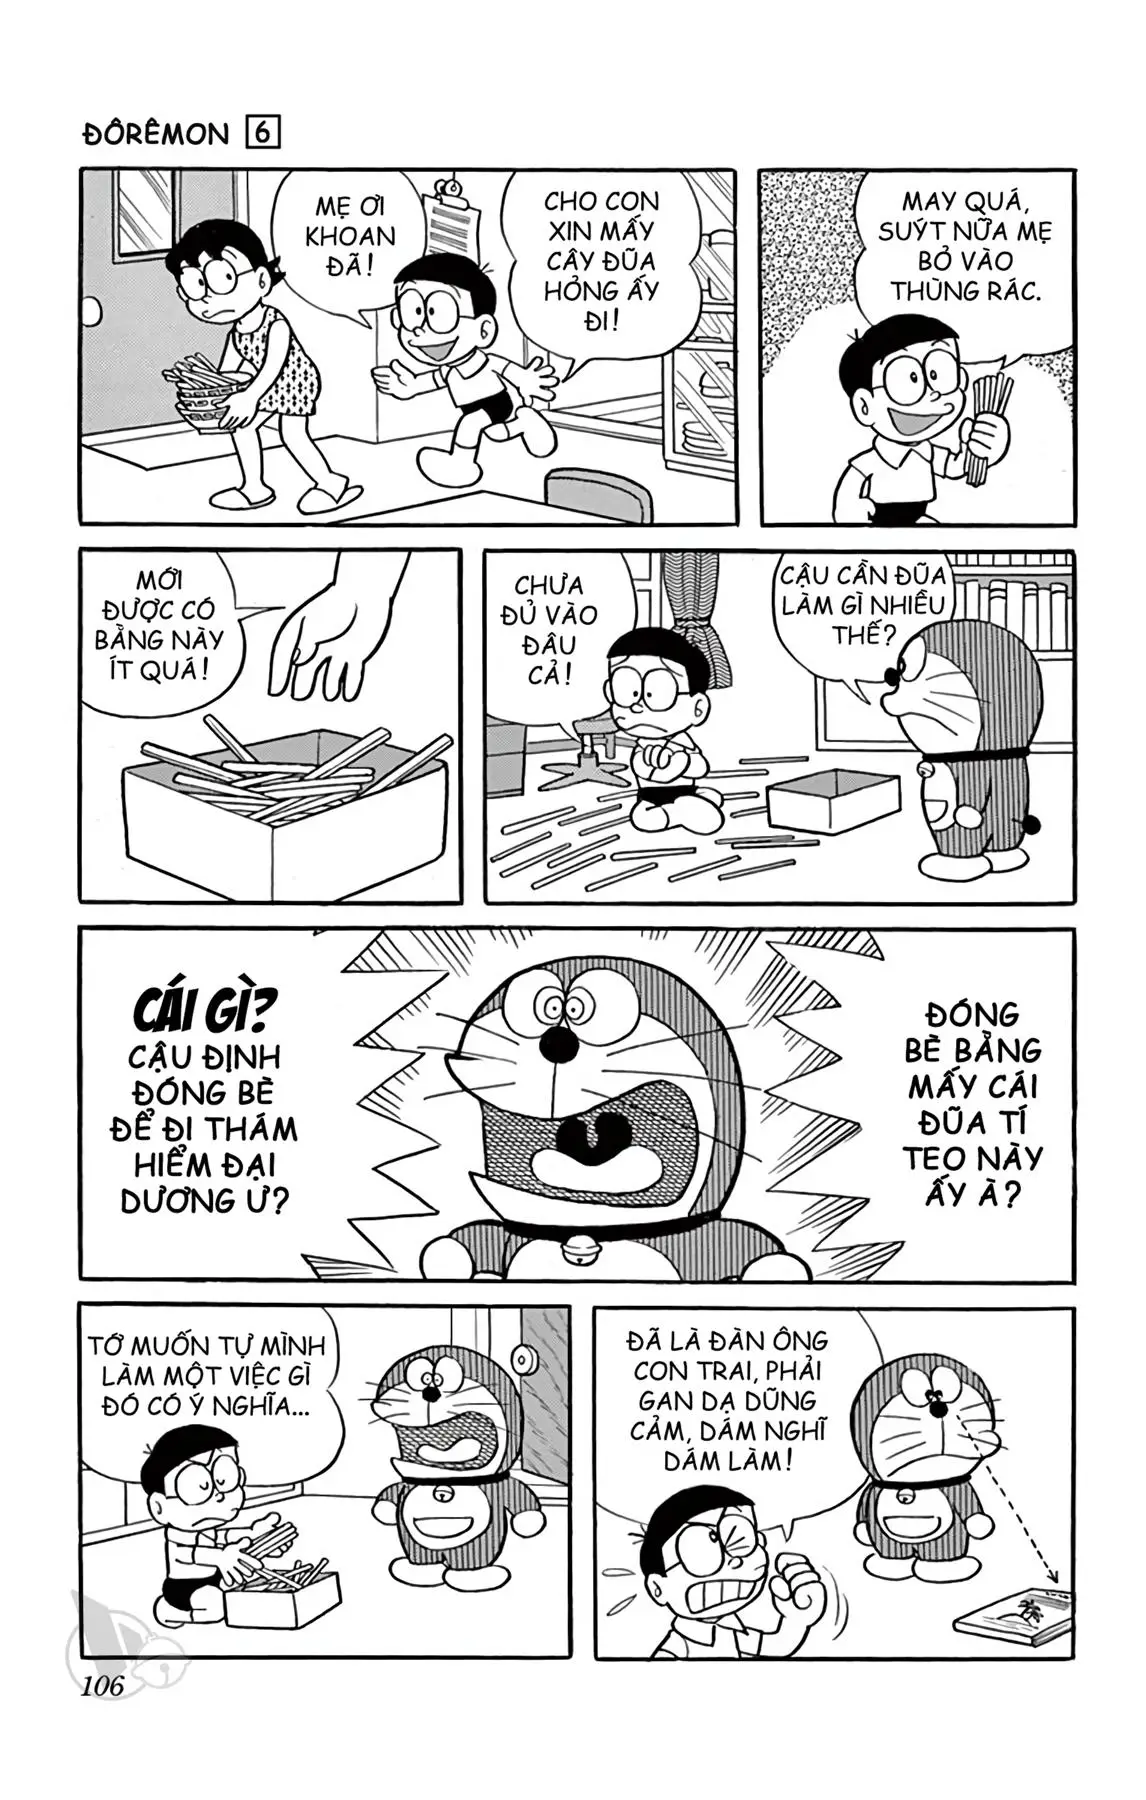 ĐÔRÊMON 6
MẸ ƠI
KHOAN
ĐÃ!
CHO CON
XIN MẤY
CÂY ĐŨA
HỎNG ẤY
ĐI!
MAY QUÁ,
SUÝT NỮA MẸ
BỎ VÀO
THÙNG RÁC.
MỚI
ĐƯỢC CÓ
BẰNG NÀY
ÍT QUÁ!
CHƯA
ĐỦ VÀO
ĐÂU
CẢ!
CẬU CẦN ĐŨA
LÀM GÌ NHIỀU
THẾ?
CÁI GÌ?
CẬU ĐỊNH
ĐÓNG BÈ
ĐỂ ĐI THÁM
HIỂM ĐẠI
DƯƠNG Ư?
ĐÓNG
BÈ BẰNG
MẤY CÁI
ĐŨA TÍ
TEO NÀY
ẤY À?
TỚ MUỐN TỰ MÌNH
LÀM MỘT VIỆC GÌ
ĐÓ CÓ Ý NGHĨA...
ĐÃ LÀ ĐÀN ÔNG
CON TRAI, PHẢI
GAN DẠ DŨNG
CẢM, DÁM NGHĨ
DÁM LÀM!
106